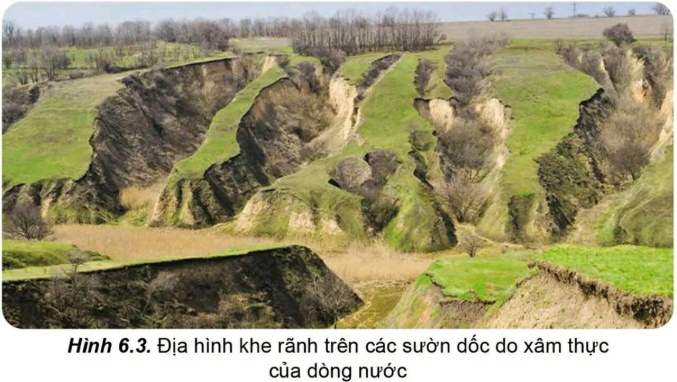 Hình 6.3. Địa hình khe rãnh trên các sườn dốc do xâm thực
của dòng nước